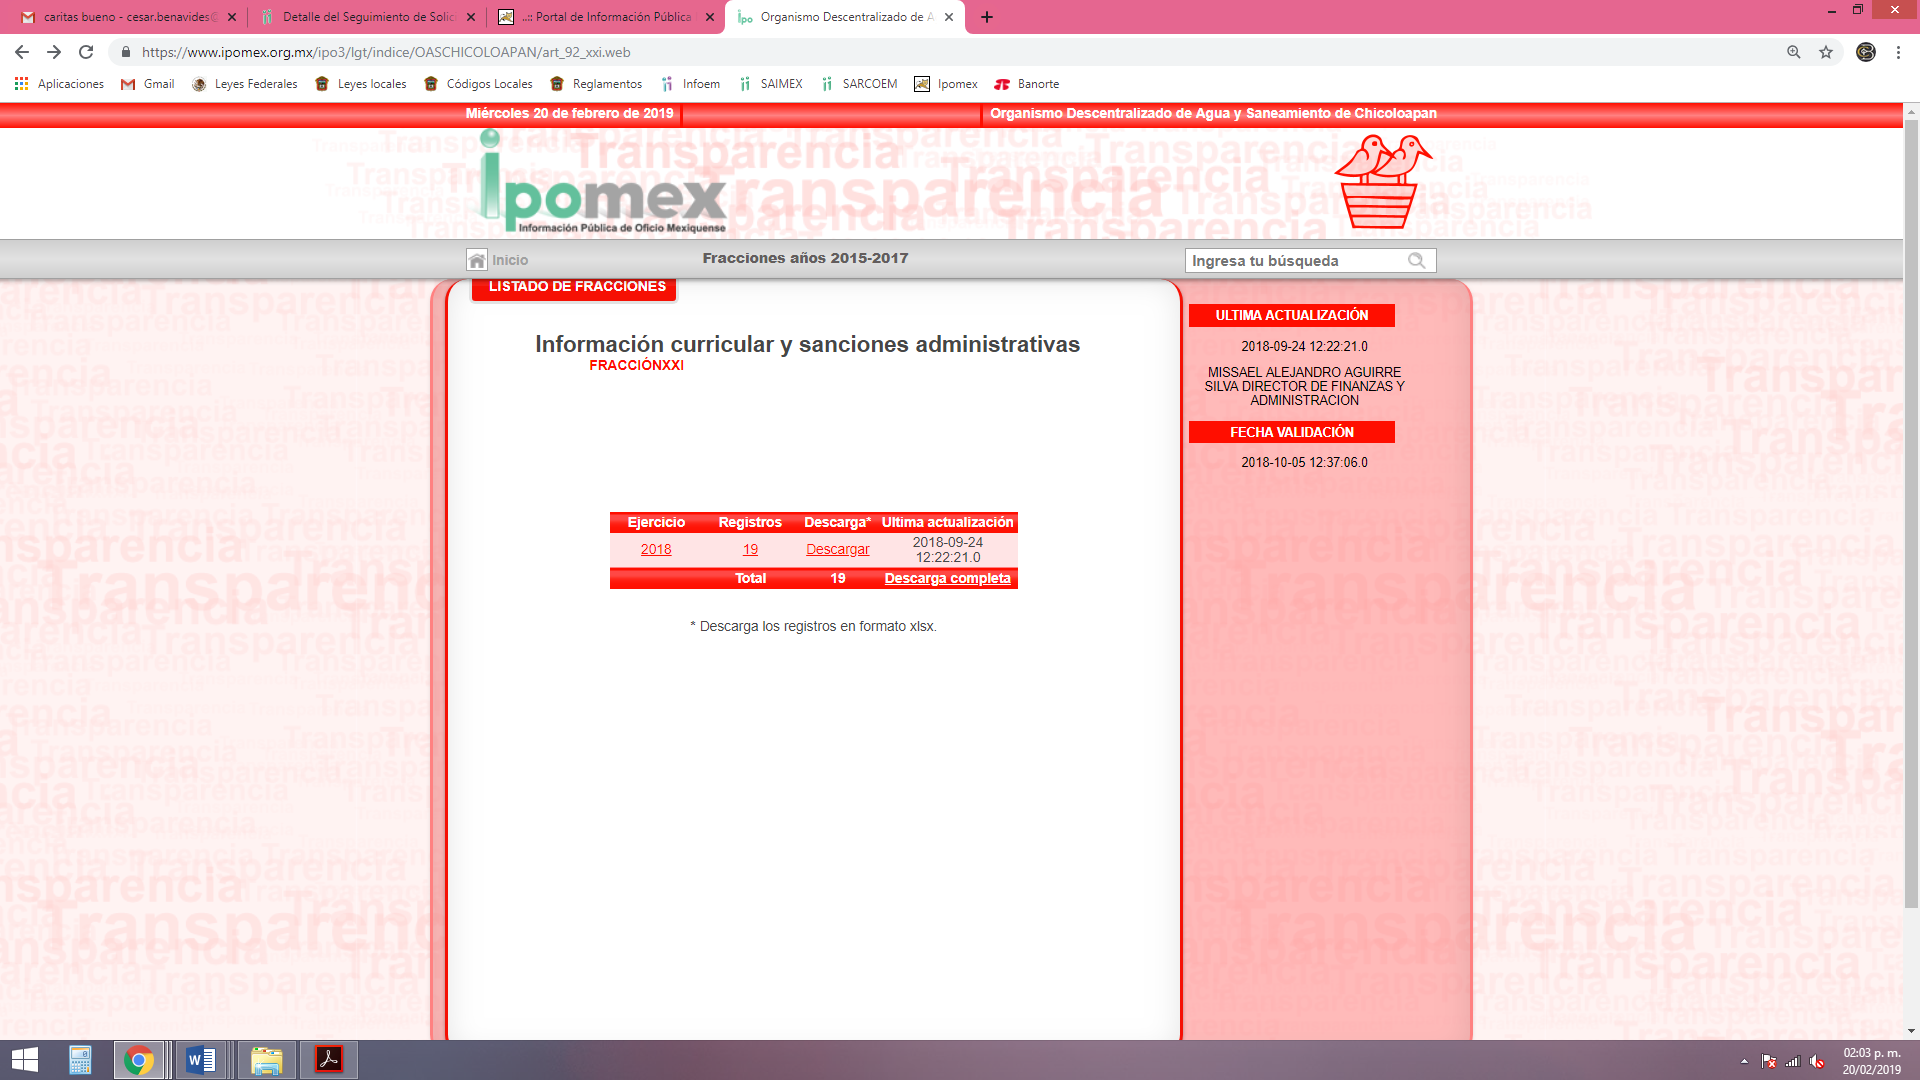 caritas bueno - cesar.benavides@
Detalle del Seguimiento de Solic
..:: Portal de Información Pública
Organismo Descentralizado de A
https://www.ipomex.org.mx/ipo3/lgt/indice/OASCHICOLOAPAN/art_92_xxi.web
Aplicaciones
Gmail
Leyes Federales
Leyes locales
Códigos Locales
Reglamentos
Infoem
SAIMEX
SARCOEM
Ipomex
Banorte
Miércoles 20 de febrero de 2019
Organismo Descentralizado de Agua y Saneamiento de Chicoloapan
ipomex
Información Pública de Oficio Mexiquense
Transparencia
Inicio
Fracciones años 2015-2017
Ingresa tu búsqueda
LISTADO DE FRACCIONES
Información curricular y sanciones administrativas
FRACCIÓNXXI
ULTIMA ACTUALIZACIÓN
2018-09-24 12:22:21.0
MISSAEL ALEJANDRO AGUIRRE
SILVA DIRECTOR DE FINANZAS Y
ADMINISTRACION
FECHA VALIDACIÓN
2018-10-05 12:37:06.0
Ejercicio Registros Descarga* Ultima actualización
2018 19 Descargar 2018-09-24
12:22:21.0
Total 19 Descarga completa
* Descarga los registros en formato xlsx.
02:03 p. m.
20/02/2019